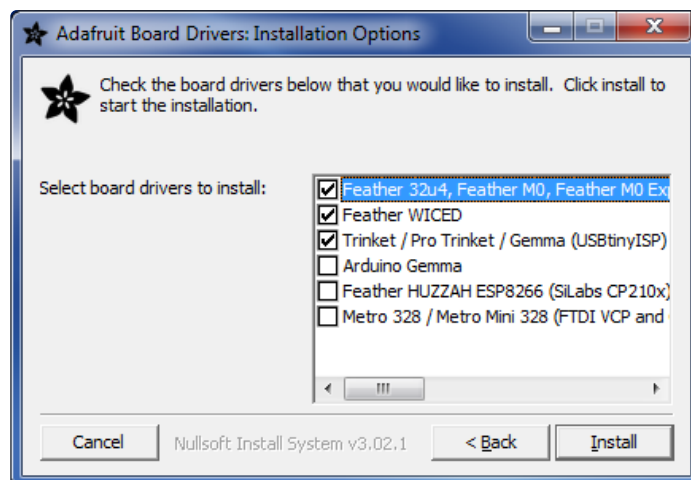 Adafruit Board Drivers: Installation Options
Check the board drivers below that you would like to install. Click install to
start the installation.
Select board drivers to install:
Feather 32u4, Feather M0, Feather M0 Exp
Feather WICED
Trinket / Pro Trinket / Gemma (USBtinyISP)
Arduino Gemma
Feather HUZZAH ESP8266 (SiLabs CP210x)
Metro 328 / Metro Mini 328 (FTDI VCP and
Cancel
Nullsoft Install System v3.02.1
< Back
Install